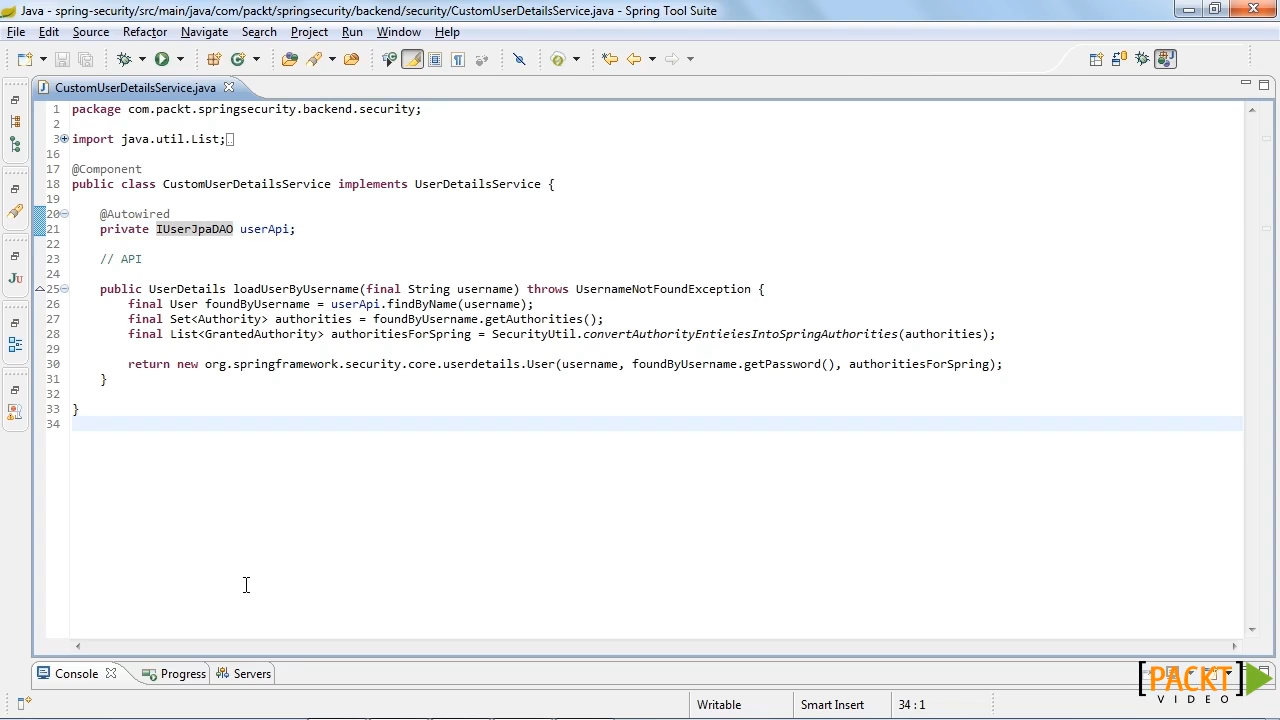 Java - spring-security/src/main/java/com/packt/springsecurity/backend/security/CustomUserDetailsService.java - Spring Tool Suite
File Edit Source Refactor Navigate Search Project Run Window Help
CustomUserDetailsService.java
1 package com.packt.springsecurity.backend.security;
2
3 import java.util.List;
16
17 @Component
18 public class CustomUserDetailsService implements UserDetailsService {
19
20 @Autowired
21 private IUserJpaDAO userApi;
22
23 // API
24
25 public UserDetails loadUserByUsername(final String username) throws UsernameNotFoundException {
26 final User foundByUsername = userApi.findByName(username);
27 final Set<Authority> authorities = foundByUsername.getAuthorities();
28 final List<GrantedAuthority> authoritiesForSpring = SecurityUtil.convertAuthorityEntieiesIntoSpringAuthorities(authorities);
29
30 return new org.springframework.security.core.userdetails.User(username, foundByUsername.getPassword(), authoritiesForSpring);
31 }
32
33 }
34
Console Progress Servers
Writable Smart Insert 34 : 1
[PACKT]
VIDEO